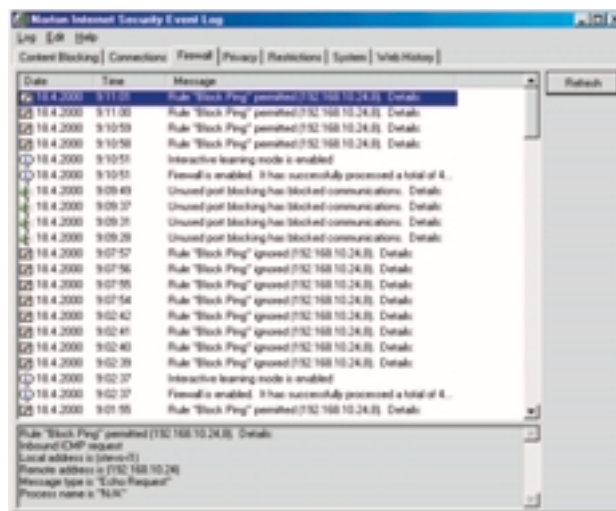 Norton Internet Security Event Log
Log Edit Help
Content Blocking Connections Firewall Privacy Restrictions System Web History
Date Time Message
Refresh
18.4.2000 9:11:01 Rule "Block Ping" permitted (192.168.10.24,8). Details:
18.4.2000 9:11:00 Rule "Block Ping" permitted (192.168.10.24,8). Details:
18.4.2000 9:10:59 Rule "Block Ping" permitted (192.168.10.24,8). Details:
18.4.2000 9:10:58 Rule "Block Ping" permitted (192.168.10.24,8). Details:
18.4.2000 9:10:51 Interactive learning mode is enabled
18.4.2000 9:10:51 Firewall is enabled. It has successfully processed a total of 4...
18.4.2000 9:09:49 Unused port blocking has blocked communications. Details:
18.4.2000 9:09:37 Unused port blocking has blocked communications. Details:
18.4.2000 9:09:31 Unused port blocking has blocked communications. Details:
18.4.2000 9:09:28 Unused port blocking has blocked communications. Details:
18.4.2000 9:07:57 Rule "Block Ping" ignored (192.168.10.24,8). Details:
18.4.2000 9:07:56 Rule "Block Ping" ignored (192.168.10.24,8). Details:
18.4.2000 9:07:55 Rule "Block Ping" ignored (192.168.10.24,8). Details:
18.4.2000 9:07:54 Rule "Block Ping" ignored (192.168.10.24,8). Details:
18.4.2000 9:02:42 Rule "Block Ping" ignored (192.168.10.24,8). Details:
18.4.2000 9:02:41 Rule "Block Ping" ignored (192.168.10.24,8). Details:
18.4.2000 9:02:40 Rule "Block Ping" ignored (192.168.10.24,8). Details:
18.4.2000 9:02:39 Rule "Block Ping" ignored (192.168.10.24,8). Details:
18.4.2000 9:02:37 Interactive learning mode is enabled
18.4.2000 9:02:37 Firewall is enabled. It has successfully processed a total of 4...
18.4.2000 9:01:55 Rule "Block Ping" permitted (192.168.10.24,8). Details:
Rule "Block Ping" permitted (192.168.10.24,8). Details:
Inbound ICMP request
Local address is
Remote address is (192.168.10.24)
Message type is "Echo Request"
Process name is "N/A"